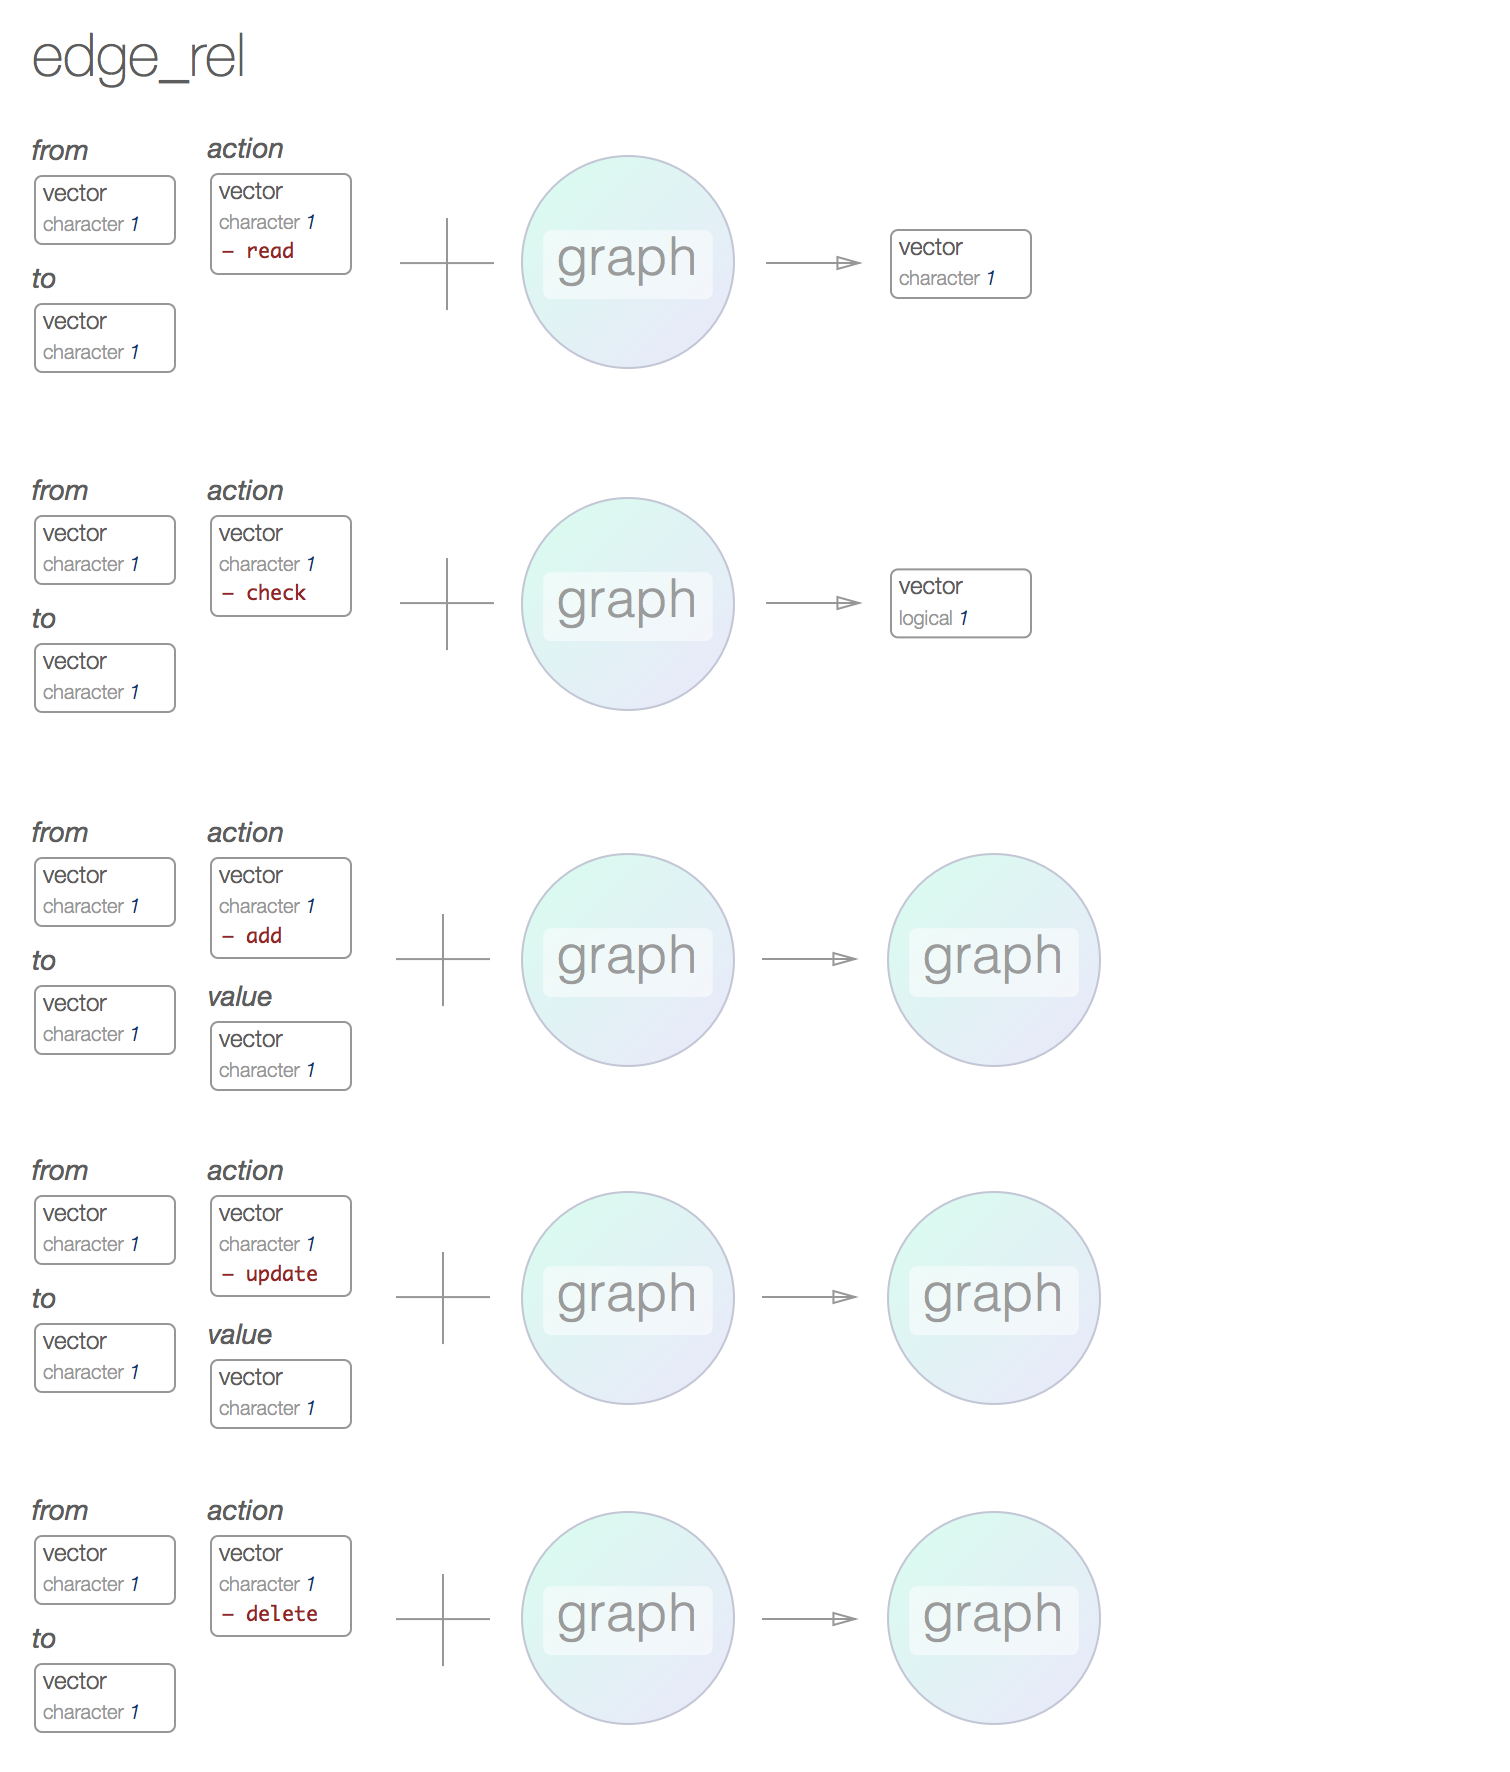 edge_rel
from
vector
character 1
to
vector
character 1
action
vector
character 1
– read
graph
vector
character 1
from
vector
character 1
to
vector
character 1
action
vector
character 1
– check
graph
vector
logical 1
from
vector
character 1
to
vector
character 1
action
vector
character 1
– add
value
vector
character 1
graph
graph
from
vector
character 1
to
vector
character 1
action
vector
character 1
– update
value
vector
character 1
graph
graph
from
vector
character 1
to
vector
character 1
action
vector
character 1
– delete
graph
graph